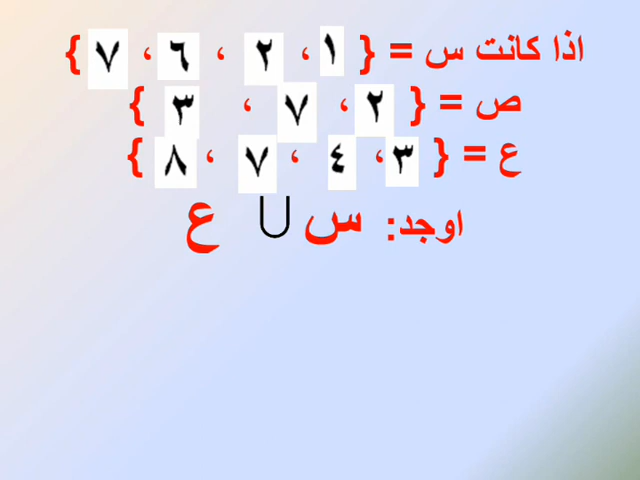 اذا كانت س = { ١ ، ٢ ، ٦ ، ٧ }
ص = { ٢ ، ٧ ، ٣ }
ع = { ٣ ، ٤ ، ٧ ، ٨ }
اوجد: س ∪ ع